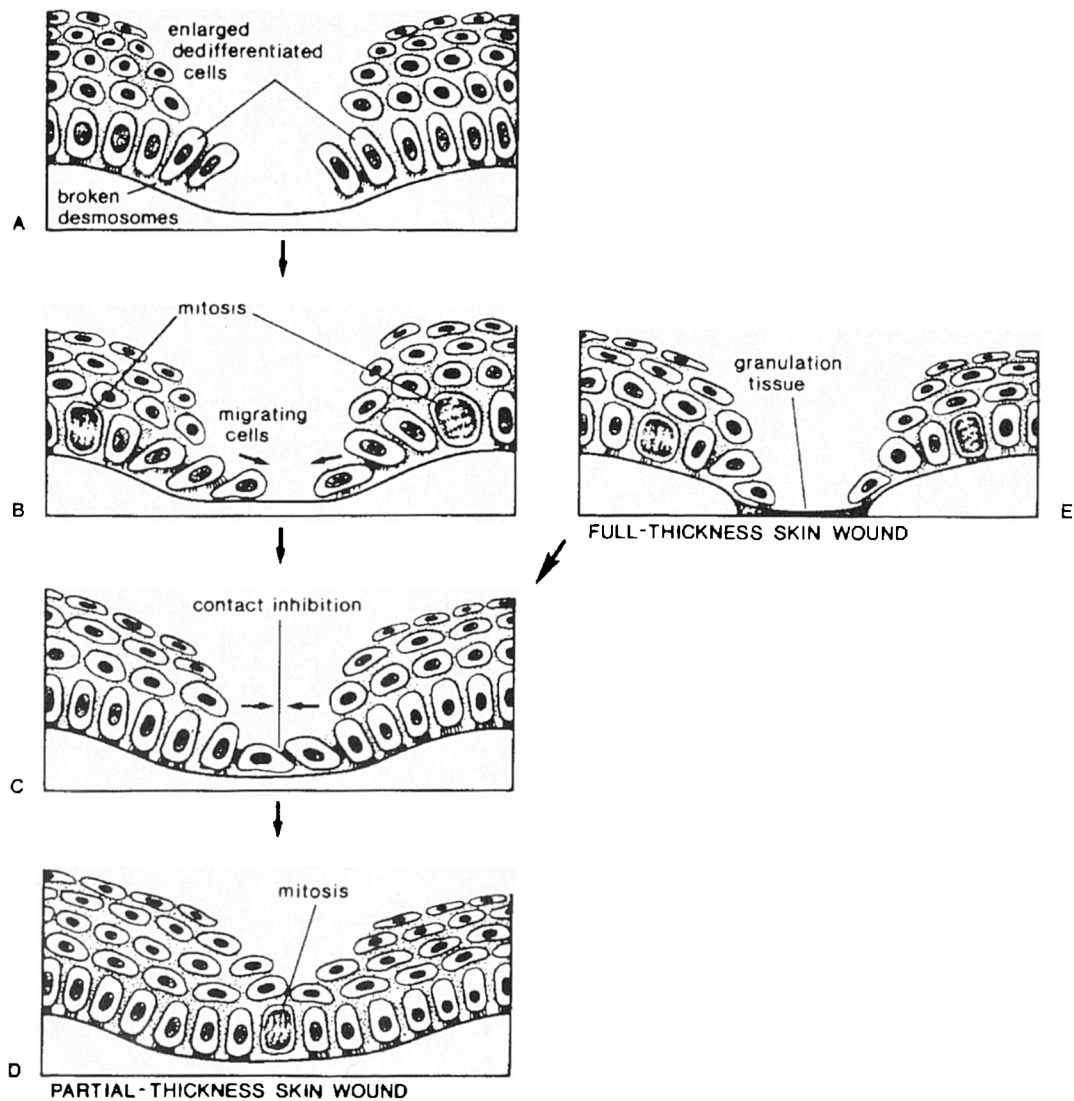 enlarged
dedifferentiated
cells
broken
desmosomes
A
mitosis
migrating
cells
B
granulation
tissue
E
FULL-THICKNESS SKIN WOUND
contact inhibition
C
mitosis
D
PARTIAL-THICKNESS SKIN WOUND